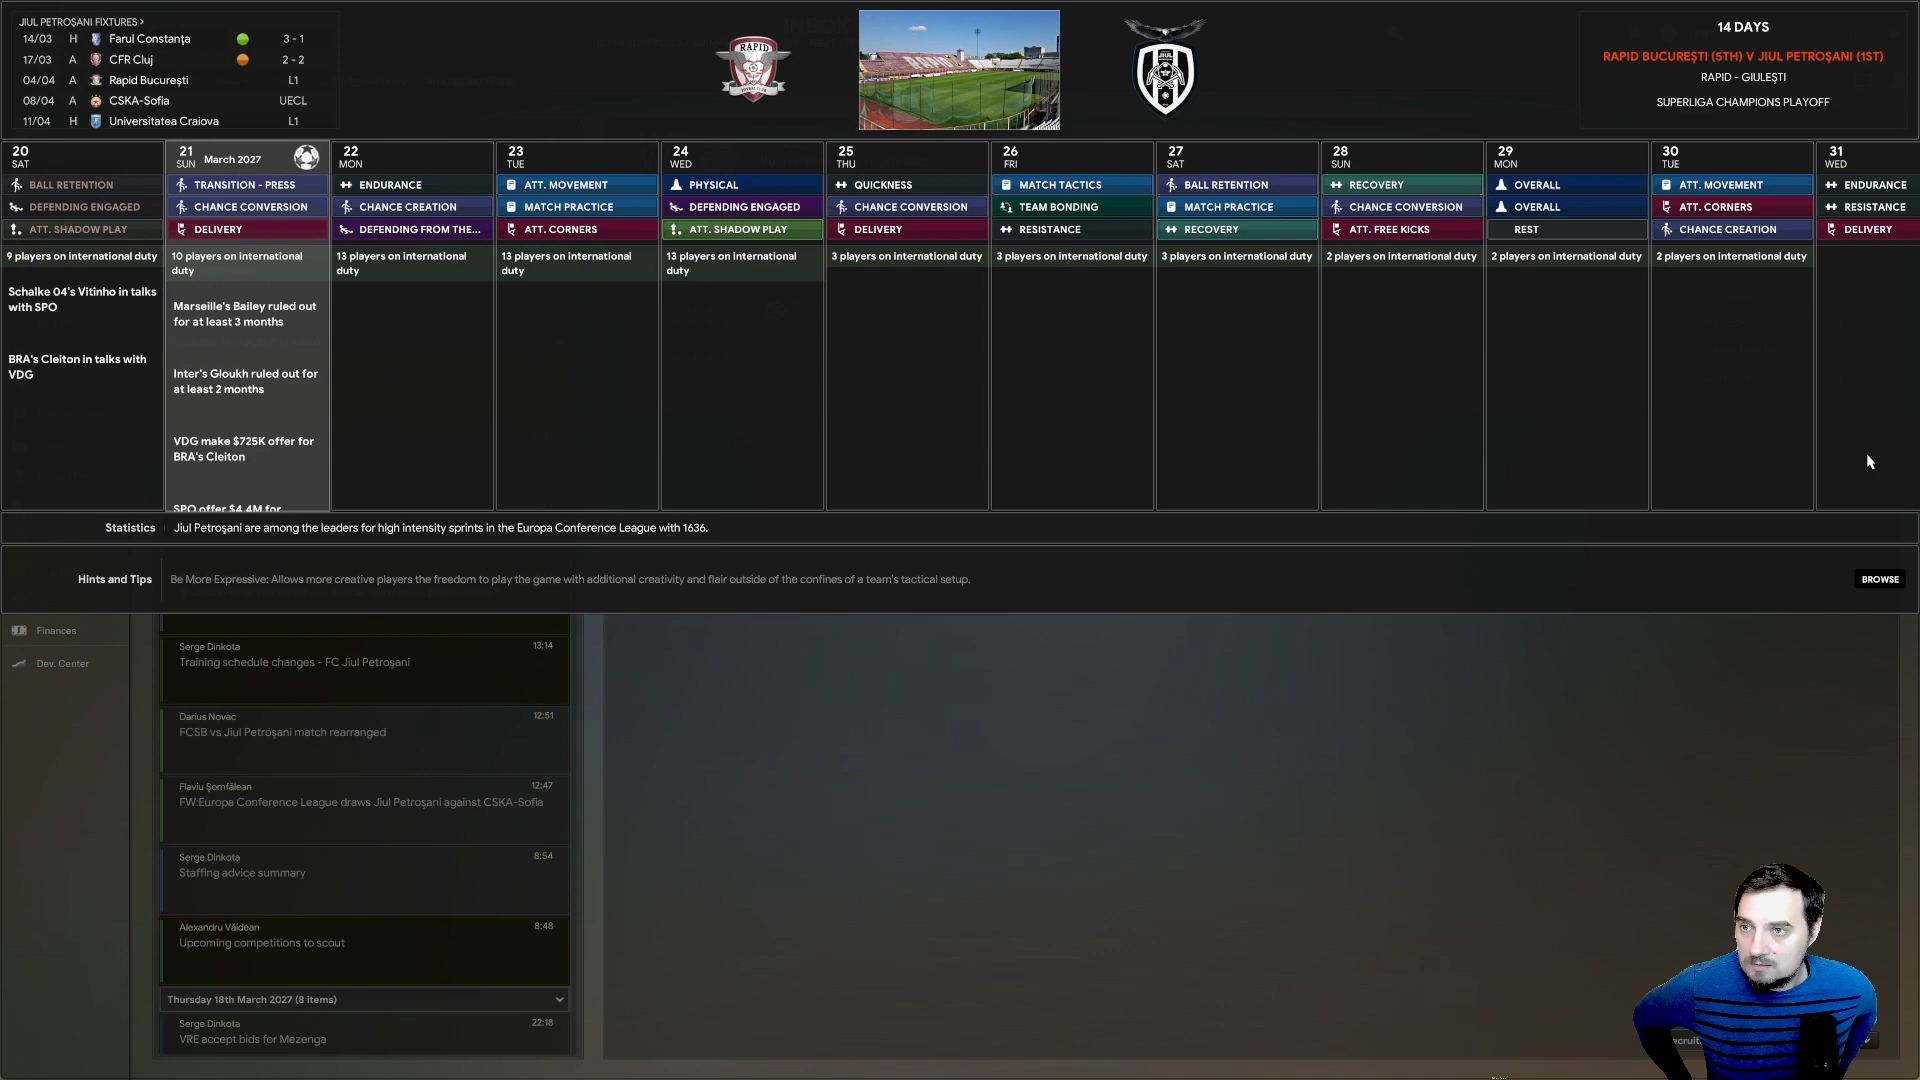 JIUL PETROȘANI FIXTURES >
14/03 H Farul Constanța 3 - 1
17/03 A CFR Cluj 2 - 2
04/04 A Rapid București L1
08/04 A CSKA-Sofia UECL
11/04 H Universitatea Craiova L1
RAPID
JIUL
14 DAYS
RAPID BUCUREȘTI (5TH) V JIUL PETROȘANI (1ST)
RAPID - GIULEȘTI
SUPERLIGA CHAMPIONS PLAYOFF
20
SAT
BALL RETENTION
DEFENDING ENGAGED
ATT. SHADOW PLAY
9 players on international duty
Schalke 04's Vitinho in talks
with SPO
BRA's Cleiton in talks with
VDG
21
SUN March 2027
TRANSITION - PRESS
CHANCE CONVERSION
DELIVERY
10 players on international
duty
Marseille's Bailey ruled out
for at least 3 months
Inter's Gloukh ruled out for
at least 2 months
VDG make $725K offer for
BRA's Cleiton
SPO offer $4.4M for
22
MON
ENDURANCE
CHANCE CREATION
DEFENDING FROM THE...
13 players on international
duty
23
TUE
ATT. MOVEMENT
MATCH PRACTICE
ATT. CORNERS
13 players on international
duty
24
WED
PHYSICAL
DEFENDING ENGAGED
ATT. SHADOW PLAY
13 players on international
duty
25
THU
QUICKNESS
CHANCE CONVERSION
DELIVERY
3 players on international duty
26
FRI
MATCH TACTICS
TEAM BONDING
RESISTANCE
3 players on international duty
27
SAT
BALL RETENTION
MATCH PRACTICE
RECOVERY
3 players on international duty
28
SUN
RECOVERY
CHANCE CONVERSION
ATT. FREE KICKS
2 players on international duty
29
MON
OVERALL
OVERALL
REST
2 players on international duty
30
TUE
ATT. MOVEMENT
ATT. CORNERS
CHANCE CREATION
2 players on international duty
31
WED
ENDURANCE
RESISTANCE
DELIVERY
Statistics Jiul Petroșani are among the leaders for high intensity sprints in the Europa Conference League with 1636.
Hints and Tips Be More Expressive: Allows more creative players the freedom to play the game with additional creativity and flair outside of the confines of a team's tactical setup.
BROWSE
Finances
Dev. Center
Serge Dinkota 13:14
Training schedule changes - FC Jiul Petroșani
Darius Novac 12:51
FCSB vs Jiul Petroșani match rearranged
Flaviu Șomfălean 12:47
FW:Europa Conference League draws Jiul Petroșani against CSKA-Sofia
Serge Dinkota 8:54
Staffing advice summary
Alexandru Văidean 8:48
Upcoming competitions to scout
Thursday 18th March 2027 (8 items)
Serge Dinkota 22:18
VRE accept bids for Mezenga